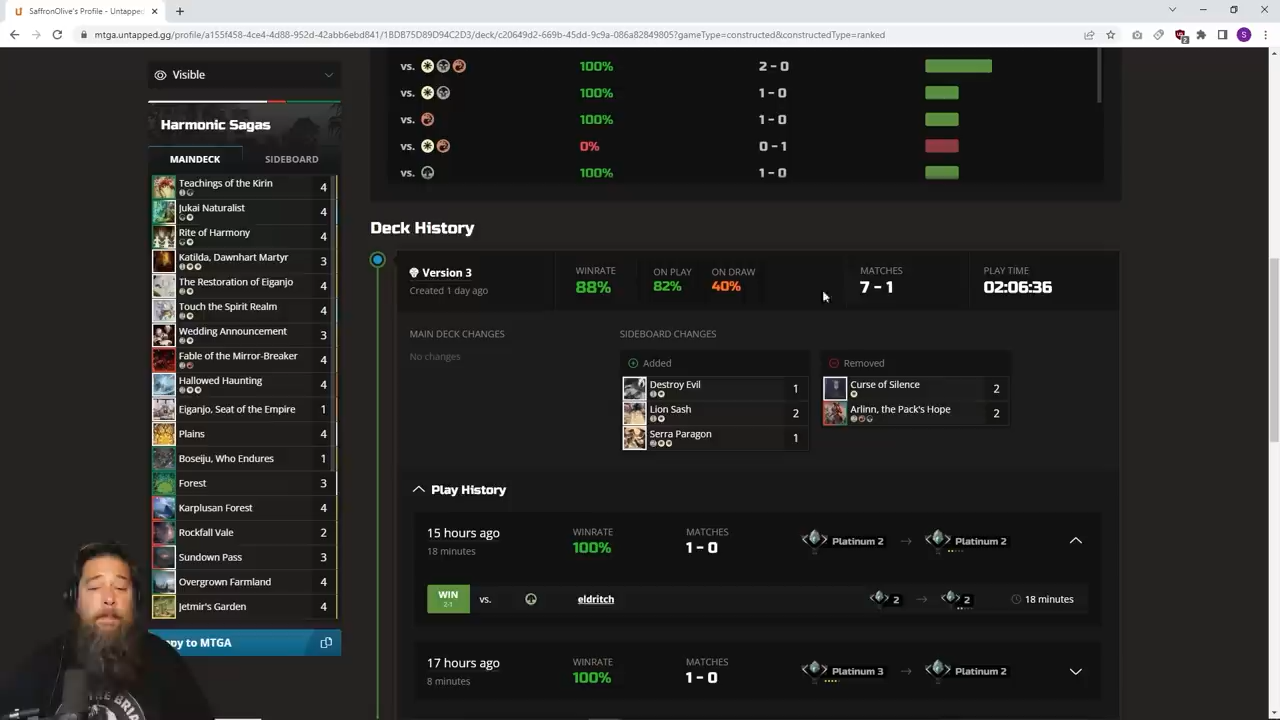 SaffronOlive's Profile - Untappe
mtga.untapped.gg/profile/a155f458-4ce4-4d88-952d-42abb6ebd841/1BDB75D89D94C2D3/deck/c20649d2-669b-45dd-9c9a-086a82849805?gameType=constructed&constructedType=ranked
S
2
Visible
Harmonic Sagas
MAINDECK SIDEBOARD
Teachings of the Kirin 4
Jukai Naturalist 4
Rite of Harmony 4
Katilda, Dawnhart Martyr 3
The Restoration of Eiganjo 4
Touch the Spirit Realm 4
Wedding Announcement 3
Fable of the Mirror-Breaker 4
Hallowed Haunting 4
Eiganjo, Seat of the Empire 1
Plains 4
Boseiju, Who Endures 1
Forest 3
Karplusan Forest 4
Rockfall Vale 2
Sundown Pass 3
Overgrown Farmland 4
Jetmir's Garden 4
py to MTGA
vs. 100% 2 - 0
vs. 100% 1 - 0
vs. 100% 1 - 0
vs. 0% 0 - 1
vs. 100% 1 - 0
Deck History
Version 3
Created 1 day ago
WINRATE ON PLAY ON DRAW MATCHES PLAY TIME
88% 82% 40% 7 - 1 02:06:36
MAIN DECK CHANGES
No changes
SIDEBOARD CHANGES
Added
Destroy Evil 1
Lion Sash 2
Serra Paragon 1
Removed
Curse of Silence 2
Arlinn, the Pack's Hope 2
Play History
15 hours ago
18 minutes
WINRATE MATCHES
100% 1 - 0
Platinum 2 Platinum 2
WIN
2-1
vs. eldritch 2 2 18 minutes
17 hours ago
8 minutes
WINRATE MATCHES
100% 1 - 0
Platinum 3 Platinum 2
THE BRI